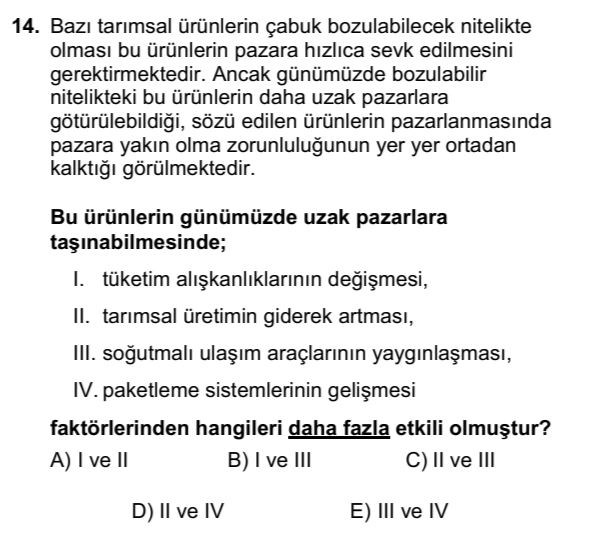 14. Bazı tarımsal ürünlerin çabuk bozulabilecek nitelikte
olması bu ürünlerin pazara hızlıca sevk edilmesini
gerektirmektedir. Ancak günümüzde bozulabilir
nitelikteki bu ürünlerin daha uzak pazarlara
götürülebildiği, sözü edilen ürünlerin pazarlanmasında
pazara yakın olma zorunluluğunun yer yer ortadan
kalktığı görülmektedir.
Bu ürünlerin günümüzde uzak pazarlara
taşınabilmesinde;
I. tüketim alışkanlıklarının değişmesi,
II. tarımsal üretimin giderek artması,
III. soğutmalı ulaşım araçlarının yaygınlaşması,
IV. paketleme sistemlerinin gelişmesi
faktörlerinden hangileri daha fazla etkili olmuştur?
A) I ve II B) I ve III C) II ve III
D) II ve IV E) III ve IV